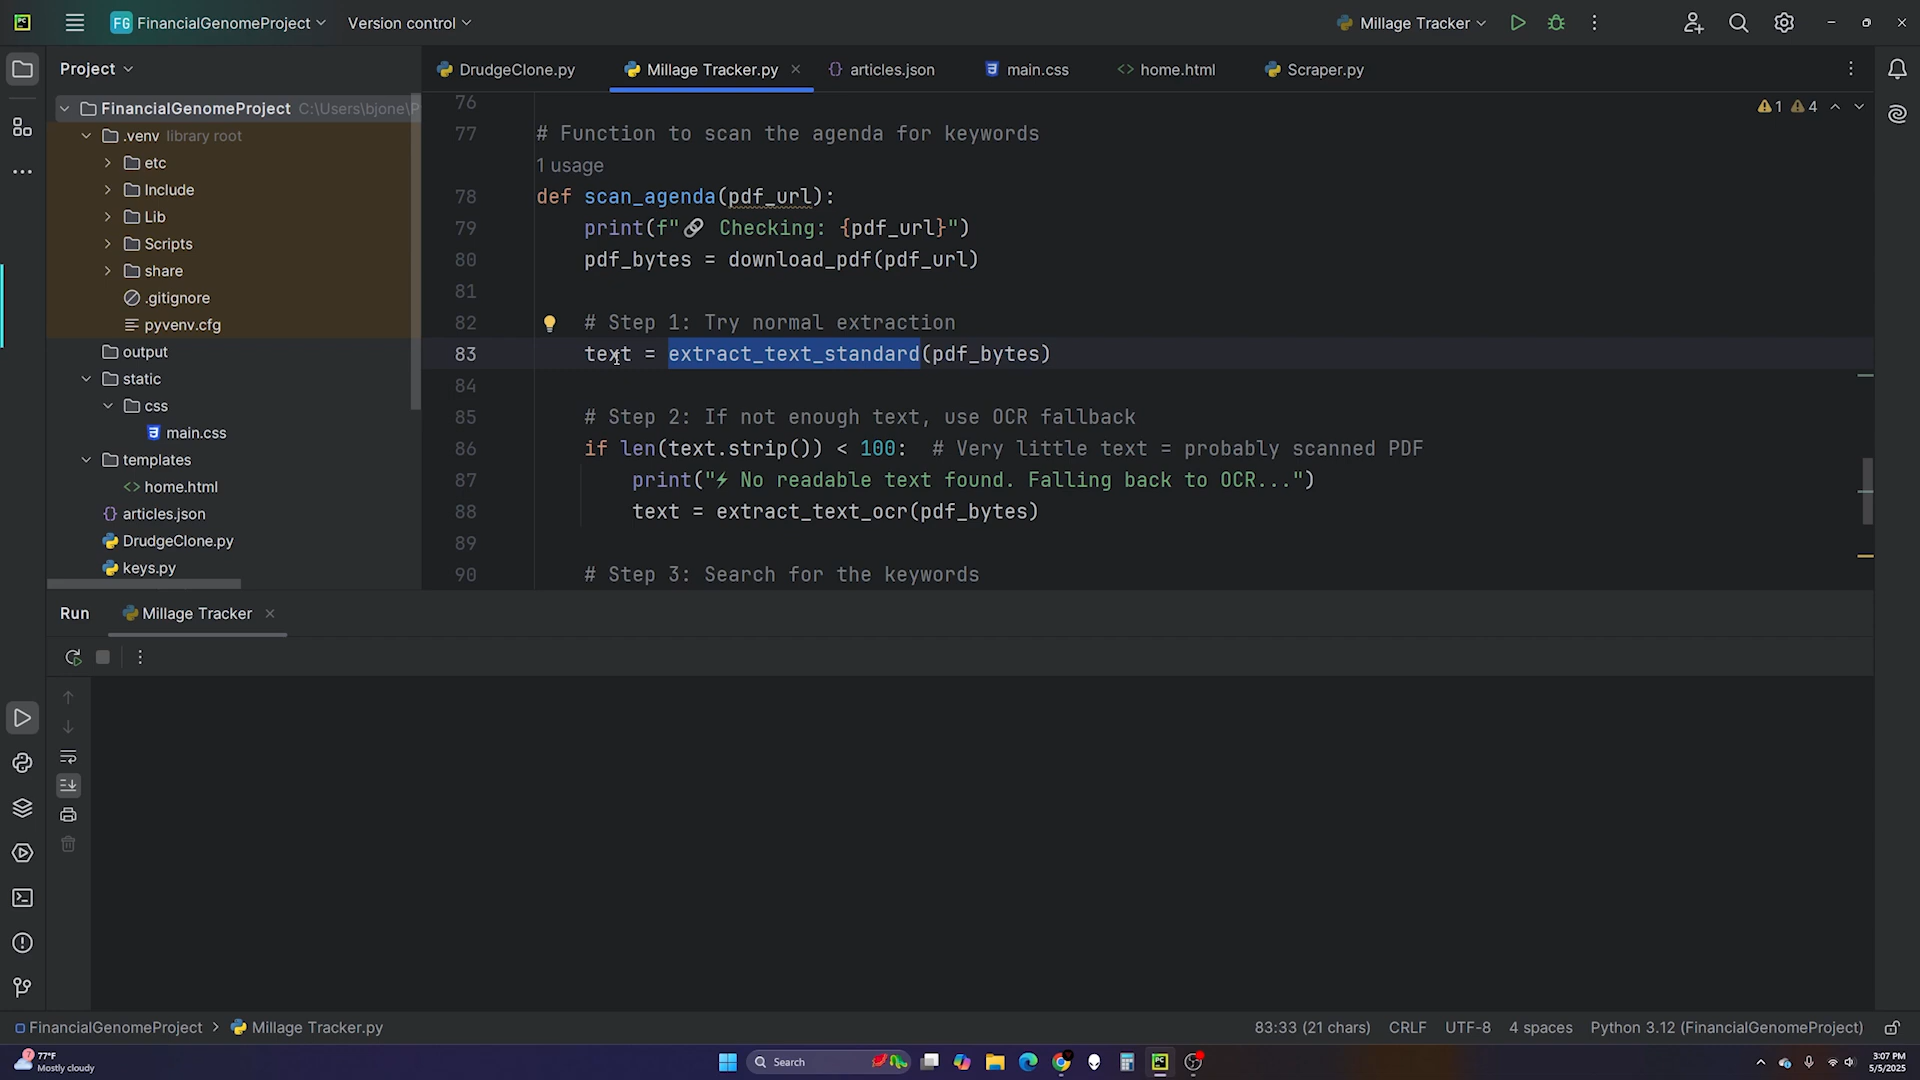 PC
FG FinancialGenomeProject
Version control
Millage Tracker
Project
DrudgeClone.py
Millage Tracker.py
articles.json
main.css
home.html
Scraper.py
FinancialGenomeProject C:\Users\bjone\P
.venv library root
etc
Include
Lib
Scripts
share
.gitignore
pyvenv.cfg
output
static
css
main.css
templates
home.html
articles.json
DrudgeClone.py
keys.py
1 4
76
77 # Function to scan the agenda for keywords
1 usage
78 def scan_agenda(pdf_url):
79 print(f"🔗 Checking: {pdf_url}")
80 pdf_bytes = download_pdf(pdf_url)
81
82 # Step 1: Try normal extraction
83 text = extract_text_standard(pdf_bytes)
84
85 # Step 2: If not enough text, use OCR fallback
86 if len(text.strip()) < 100: # Very little text = probably scanned PDF
87 print("⚡ No readable text found. Falling back to OCR...")
88 text = extract_text_ocr(pdf_bytes)
89
90 # Step 3: Search for the keywords
Run
Millage Tracker
FinancialGenomeProject > Millage Tracker.py
83:33 (21 chars) CRLF UTF-8 4 spaces Python 3.12 (FinancialGenomeProject)
77°F
Mostly cloudy
Search
PC
3:07 PM
5/5/2025